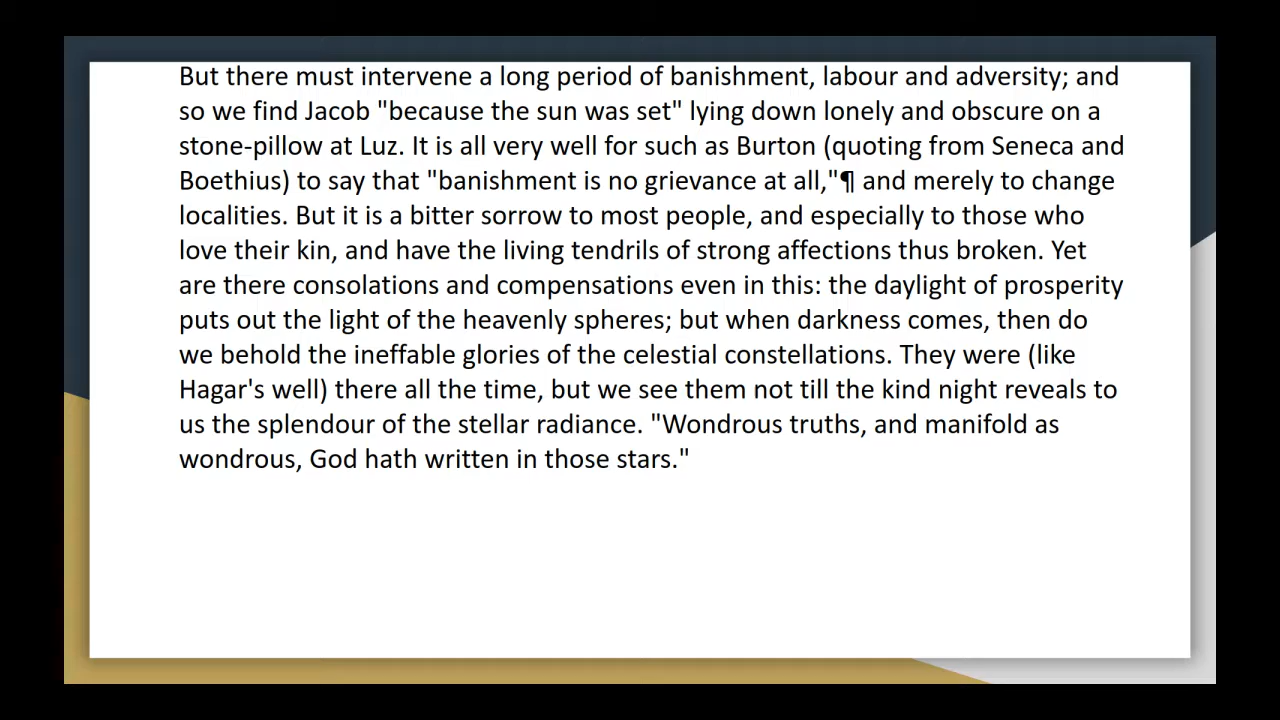 But there must intervene a long period of banishment, labour and adversity; and
so we find Jacob "because the sun was set" lying down lonely and obscure on a
stone-pillow at Luz. It is all very well for such as Burton (quoting from Seneca and
Boethius) to say that "banishment is no grievance at all,"¶ and merely to change
localities. But it is a bitter sorrow to most people, and especially to those who
love their kin, and have the living tendrils of strong affections thus broken. Yet
are there consolations and compensations even in this: the daylight of prosperity
puts out the light of the heavenly spheres; but when darkness comes, then do
we behold the ineffable glories of the celestial constellations. They were (like
Hagar's well) there all the time, but we see them not till the kind night reveals to
us the splendour of the stellar radiance. "Wondrous truths, and manifold as
wondrous, God hath written in those stars."